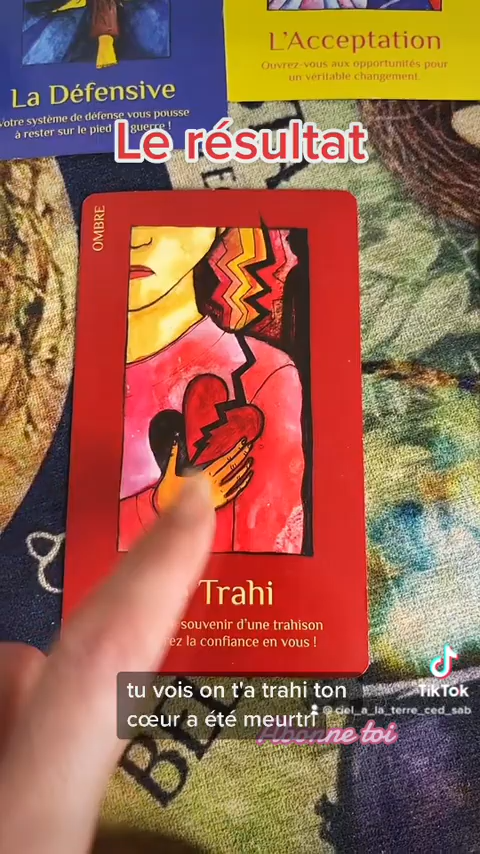 La Défensive
Votre système de défense vous pousse
à rester sur le pied guerre !
L'Acceptation
Ouvrez-vous aux opportunités pour
un véritable changement.
Le résultat
OMBRE
Trahi
souvenir d'une trahison
la confiance en vous !
tu vois on t'a trahi ton
cœur a été meurtri
TikTok
@ciel_a_la_terre_ced_sab
Abonne toi
BEL